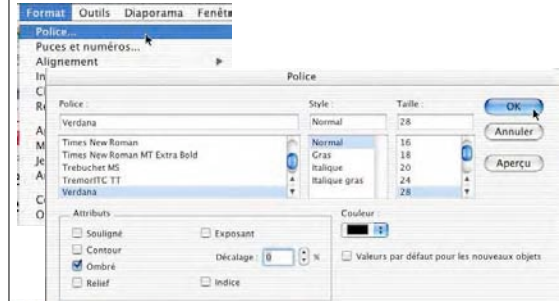 Format Outils Diaporama Fenêt
Police...
Puces et numéros...
Alignement
Police
Police : Style : Taille :
Verdana Normal 28
OK
Annuler
Aperçu
Times New Roman
Times New Roman MT Extra Bold
Trebuchet MS
TremorITC TT
Verdana
Normal
Gras
Italique
Italique gras
16
18
20
24
28
Attributs
Souligné
Contour
Ombré
Relief
Exposant
Décalage : 0 %
Indice
Couleur :
Valeurs par défaut pour les nouveaux objets